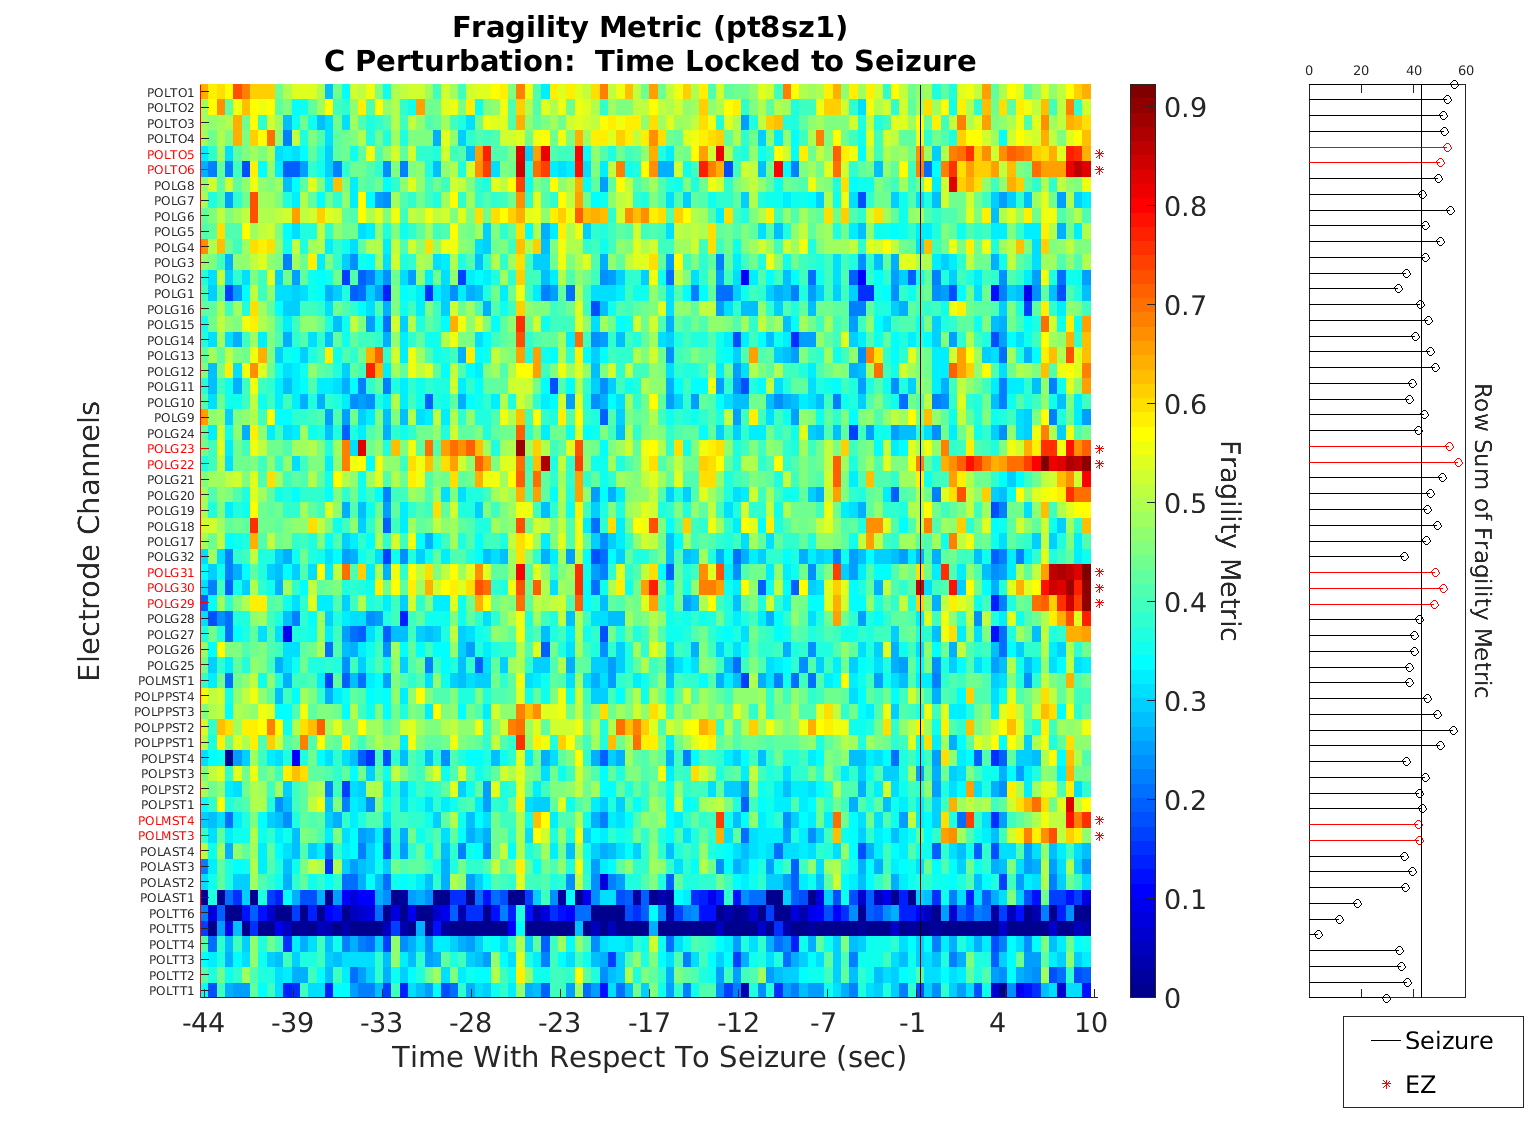 Fragility Metric (pt8sz1)
C Perturbation:  Time Locked to Seizure
Electrode Channels
POLTO1
POLTO2
POLTO3
POLTO4
POLTO5
POLTO6
POLG8
POLG7
POLG6
POLG5
POLG4
POLG3
POLG2
POLG1
POLG16
POLG15
POLG14
POLG13
POLG12
POLG11
POLG10
POLG9
POLG24
POLG23
POLG22
POLG21
POLG20
POLG19
POLG18
POLG17
POLG32
POLG31
POLG30
POLG29
POLG28
POLG27
POLG26
POLG25
POLMST1
POLPPST4
POLPPST3
POLPPST2
POLPPST1
POLPST4
POLPST3
POLPST2
POLPST1
POLMST4
POLMST3
POLAST4
POLAST3
POLAST2
POLAST1
POLTT6
POLTT5
POLTT4
POLTT3
POLTT2
POLTT1
-44 -39 -33 -28 -23 -17 -12 -7 -1 4 10
Time With Respect To Seizure (sec)
0.9
0.8
0.7
0.6
0.5
0.4
0.3
0.2
0.1
0
Fragility Metric
0 20 40 60
Row Sum of Fragility Metric
Seizure
EZ